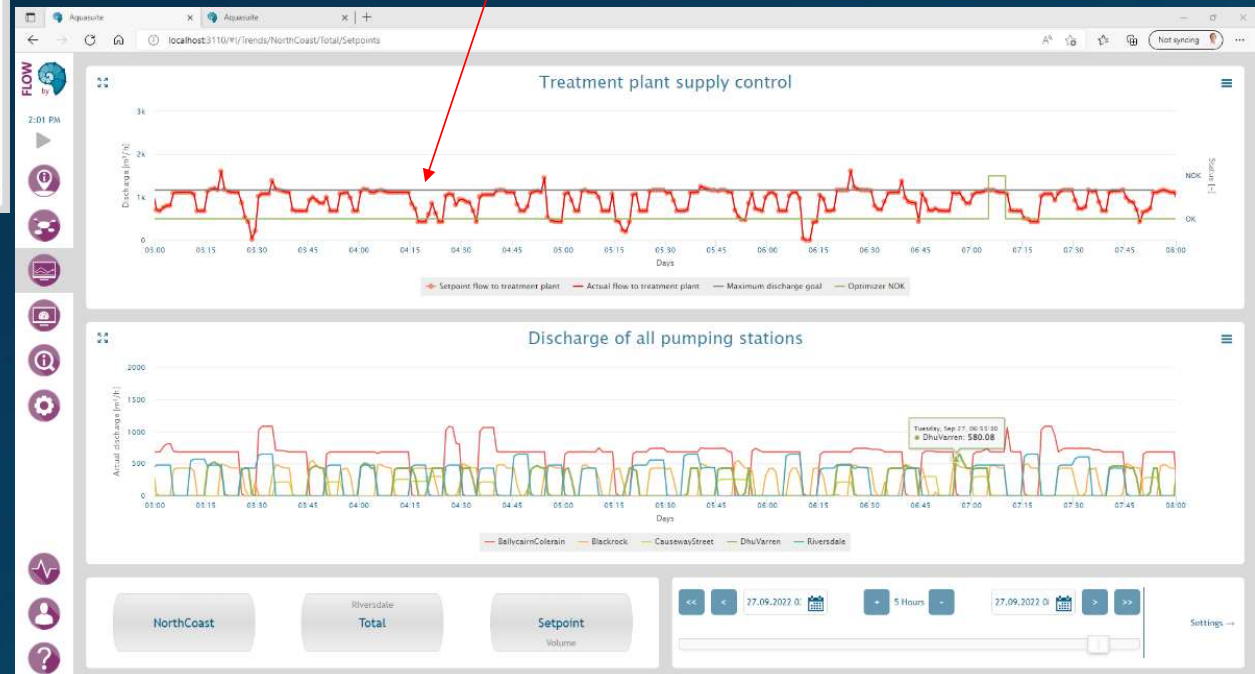 Aquasuite
Aquasuite
localhost:3110/#!/Trends/NorthCoast/Total/Setpoints
Not syncing
FLOW
by
2:01 PM
Treatment plant supply control
Discharge [m³/h]
3k
2k
1k
0
NOK
OK
Status [-]
03:00 03:15 03:30 03:45 04:00 04:15 04:30 04:45 05:00 05:15 05:30 05:45 06:00 06:15 06:30 06:45 07:00 07:15 07:30 07:45 08:00
Days
Setpoint flow to treatment plant Actual flow to treatment plant Maximum discharge goal Optimizer NOK
Discharge of all pumping stations
Actual discharge [m³/h]
2000
1500
1000
500
0
Tuesday, Sep 27, 06:55:30
DhuVarren: 580.08
03:00 03:15 03:30 03:45 04:00 04:15 04:30 04:45 05:00 05:15 05:30 05:45 06:00 06:15 06:30 06:45 07:00 07:15 07:30 07:45 08:00
Days
BallycairnColerain Blackrock CausewayStreet DhuVarren Riversdale
NorthCoast
Riversdale
Total
Setpoint
Volume
<< < 27.09.2022 + 5 Hours - 27.09.2022 > >>
Settings →